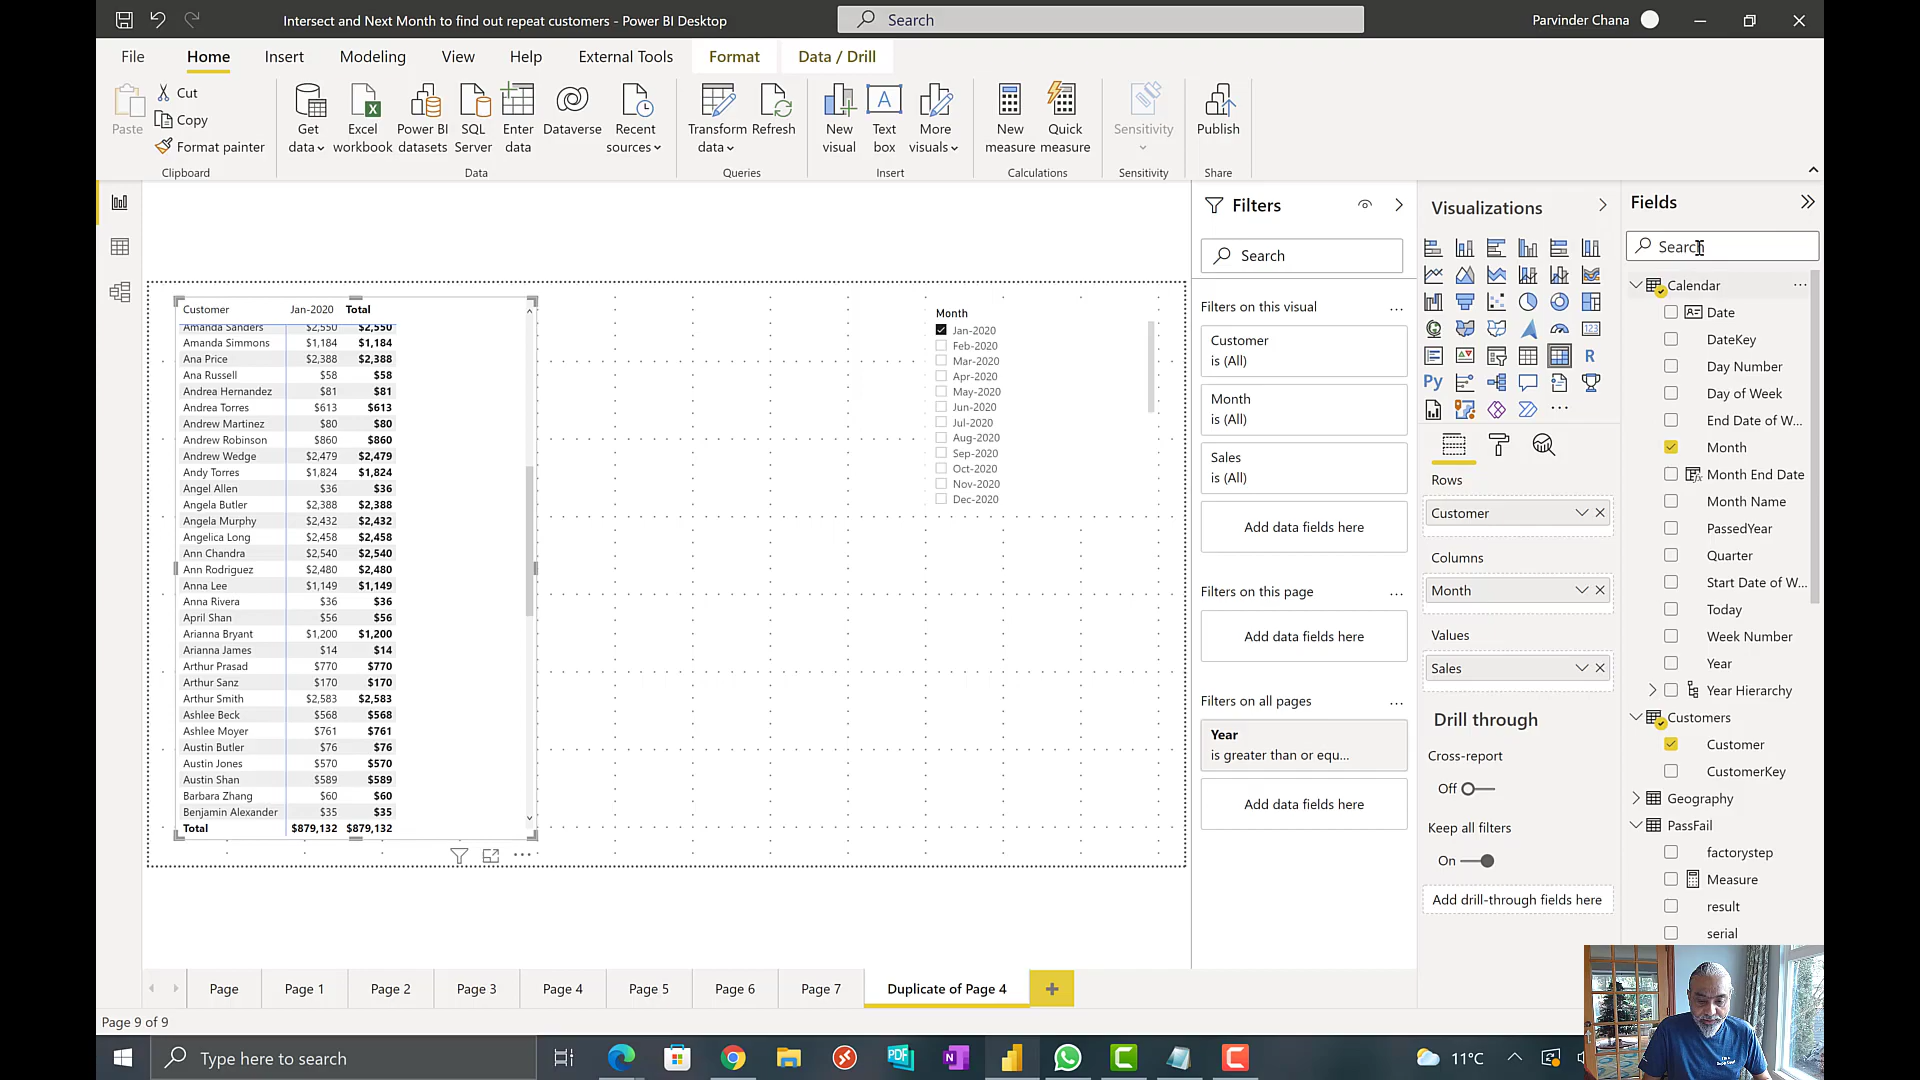 Intersect and Next Month to find out repeat customers - Power BI Desktop
Search
Parvinder Chana
File Home Insert Modeling View Help External Tools Format Data / Drill
Paste
Cut
Copy
Format painter
Clipboard
Get data
Excel workbook
Power BI datasets
SQL Server
Enter data
Dataverse
Recent sources
Data
Transform data
Refresh
Queries
New visual
Text box
More visuals
Insert
New measure
Quick measure
Calculations
Sensitivity
Sensitivity
Publish
Share
Customer Jan-2020 Total
Amanda Sanders $2,550 $2,550
Amanda Simmons $1,184 $1,184
Ana Price $2,388 $2,388
Ana Russell $58 $58
Andrea Hernandez $81 $81
Andrea Torres $613 $613
Andrew Martinez $80 $80
Andrew Robinson $860 $860
Andrew Wedge $2,479 $2,479
Andy Torres $1,824 $1,824
Angel Allen $36 $36
Angela Butler $2,388 $2,388
Angela Murphy $2,432 $2,432
Angelica Long $2,458 $2,458
Ann Chandra $2,540 $2,540
Ann Rodriguez $2,480 $2,480
Anna Lee $1,149 $1,149
Anna Rivera $36 $36
April Shan $56 $56
Arianna Bryant $1,200 $1,200
Arianna James $14 $14
Arthur Prasad $770 $770
Arthur Sanz $170 $170
Arthur Smith $2,583 $2,583
Ashlee Beck $568 $568
Ashlee Moyer $761 $761
Austin Butler $76 $76
Austin Jones $570 $570
Austin Shan $589 $589
Barbara Zhang $60 $60
Benjamin Alexander $35 $35
Total $879,132 $879,132
Month
Jan-2020
Feb-2020
Mar-2020
Apr-2020
May-2020
Jun-2020
Jul-2020
Aug-2020
Sep-2020
Oct-2020
Nov-2020
Dec-2020
Filters
Search
Filters on this visual
Customer
is (All)
Month
is (All)
Sales
is (All)
Add data fields here
Filters on this page
Add data fields here
Filters on all pages
Year
is greater than or equ...
Add data fields here
Visualizations
R
Py
123
Rows
Customer
Columns
Month
Values
Sales
Drill through
Cross-report
Off
Keep all filters
On
Add drill-through fields here
Fields
Search
Calendar
Date
DateKey
Day Number
Day of Week
End Date of W...
Month
Month End Date
Month Name
PassedYear
Quarter
Start Date of W...
Today
Week Number
Year
Year Hierarchy
Customers
Customer
CustomerKey
Geography
PassFail
factorystep
Measure
result
serial
Page Page 1 Page 2 Page 3 Page 4 Page 5 Page 6 Page 7 Duplicate of Page 4
Page 9 of 9
Type here to search
11°C